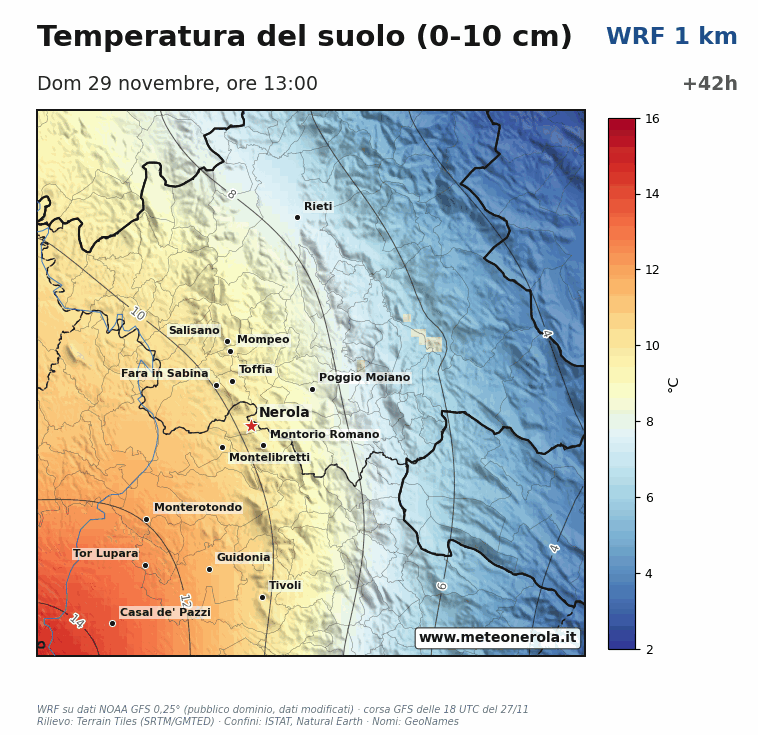 Temperatura del suolo (0-10 cm)
WRF 1 km
Dom 29 novembre, ore 13:00
+42h
8
Rieti
10
Salisano
Mompeo
Fara in Sabina
Toffia
Poggio Moiano
Nerola
Montorio Romano
Montelibretti
Monterotondo
Tor Lupara
Guidonia
Tivoli
Casal de' Pazzi
12
14
6
4
4
www.meteonerola.it
16
14
12
10
8
6
4
2
°C
WRF su dati NOAA GFS 0,25° (pubblico dominio, dati modificati) · corsa GFS delle 18 UTC del 27/11
Rilievo: Terrain Tiles (SRTM/GMTED) · Confini: ISTAT, Natural Earth · Nomi: GeoNames